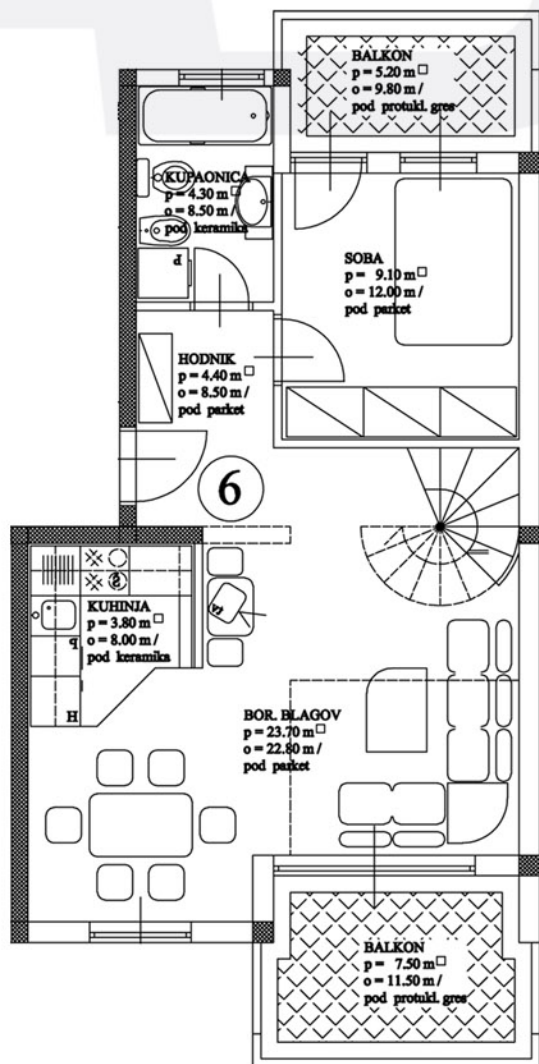 BALKON
p = 5.20 m□
o = 9.80 m /
pod protukl. gres
KUPAONICA
p = 4.30 m□
o = 8.50 m /
pod keramika
P
SOBA
p = 9.10 m□
o = 12.00 m /
pod parket
HODNIK
p = 4.40 m□
o = 8.50 m /
pod parket
6
Š
TV
KUHINJA
p = 3.80 m□
o = 8.00 m /
pod keramika
P
H
BOR. BLAGOV
p = 23.70 m□
o = 22.80 m /
pod parket
BALKON
p = 7.50 m□
o = 11.50 m /
pod protukl. gres